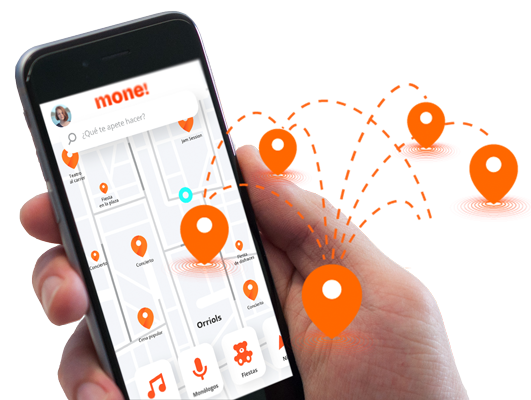 mone!
¿Qué te apete hacer?
Jam Session
Teatro
al carrer
Fiesta
en la plaza
Concierto
Concierto
Fiesta
de disfraces
Concierto
Cena popular
Orriols
Monólogos
Fiestas
N